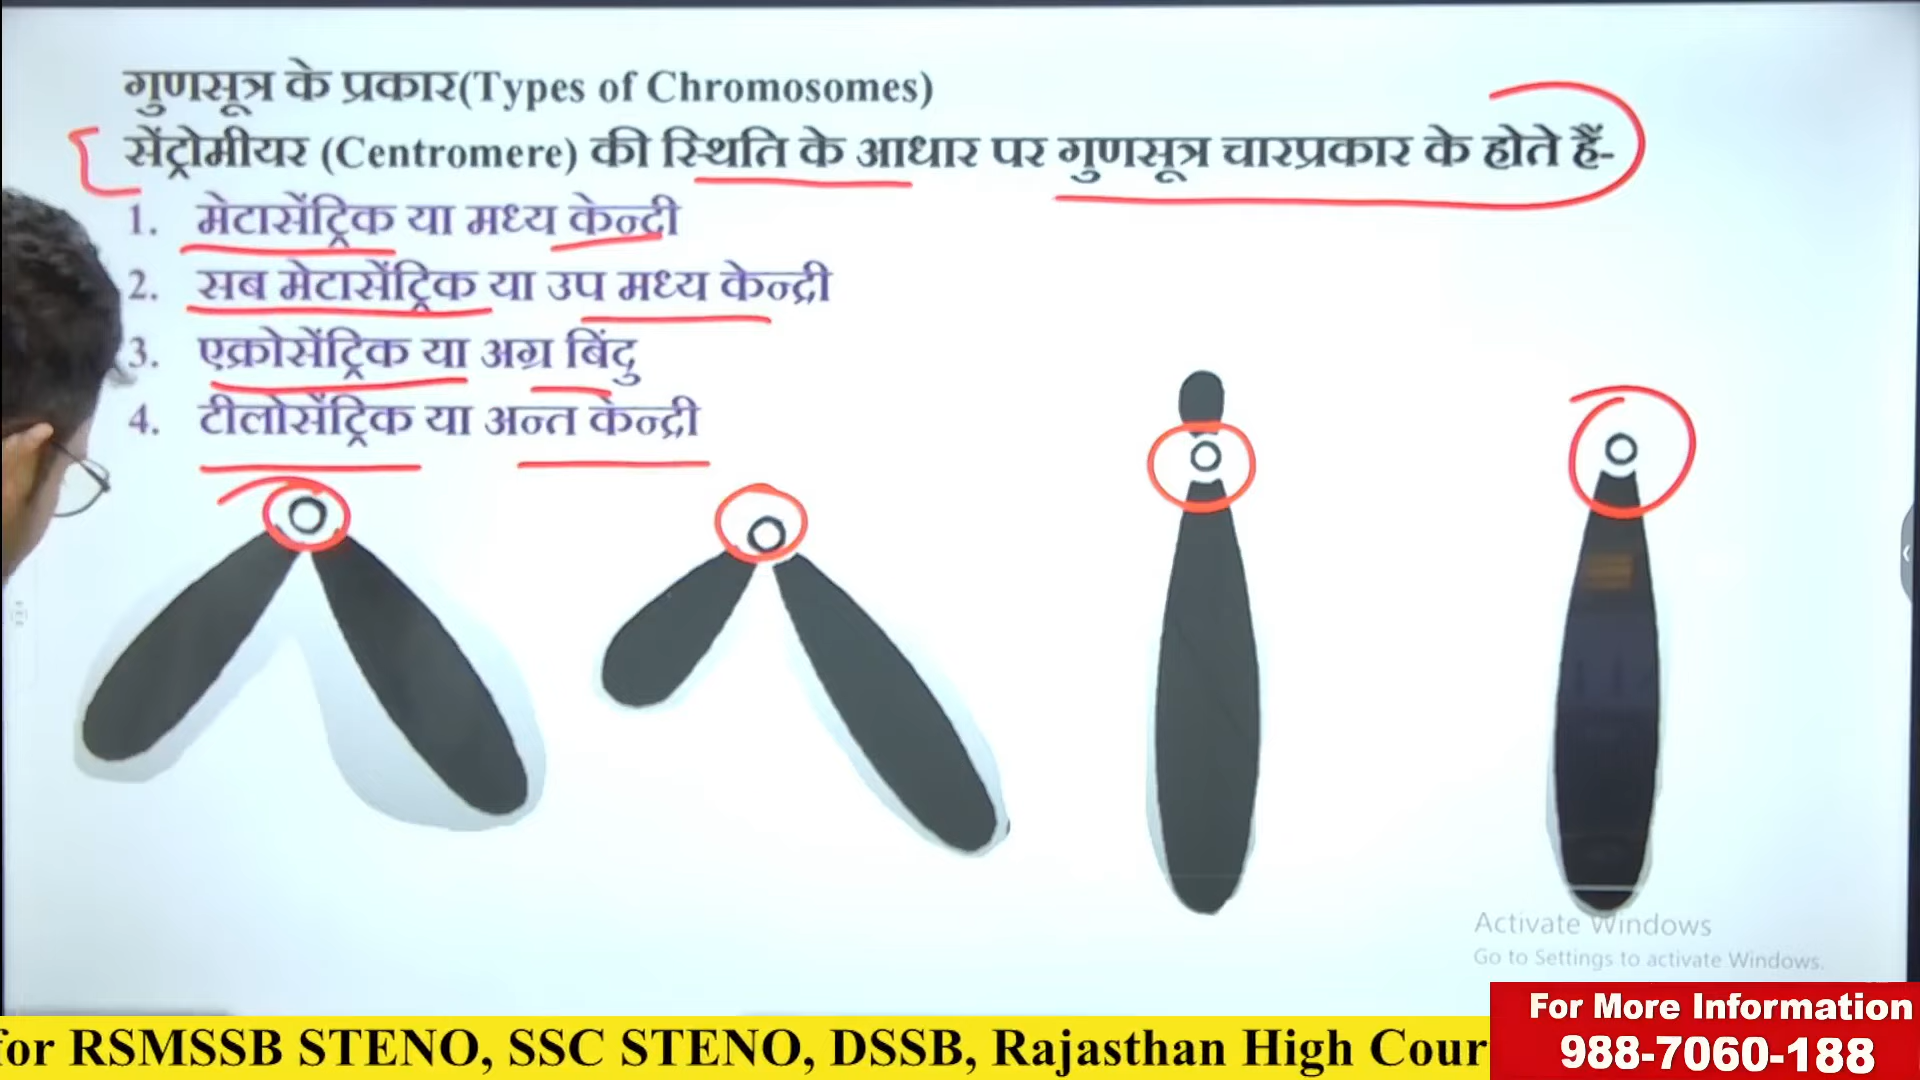 गुणसूत्र के प्रकार(Types of Chromosomes)
सेंट्रोमीयर (Centromere) की स्थिति के आधार पर गुणसूत्र चारप्रकार के होते हैं-
1. मेटासेंट्रिक या मध्य केन्द्री
2. सब मेटासेंट्रिक या उप मध्य केन्द्री
3. एक्रोसेंट्रिक या अग्र बिंदु
4. टीलोसेंट्रिक या अन्त केन्द्री
Activate Windows
Go to Settings to activate Windows.
for RSMSSB STENO, SSC STENO, DSSB, Rajasthan High Cour
For More Information
988-7060-188